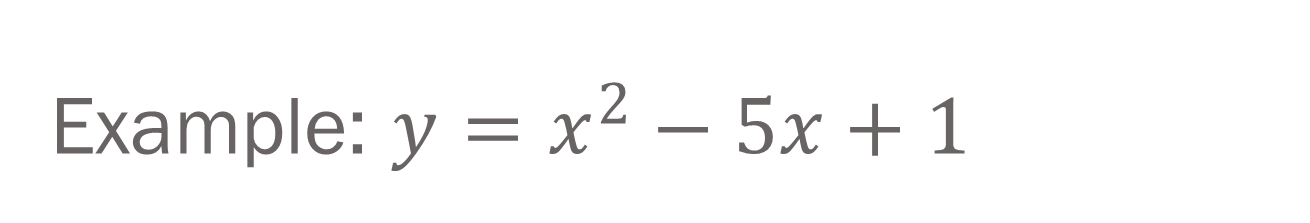 Example: y = x² − 5x + 1